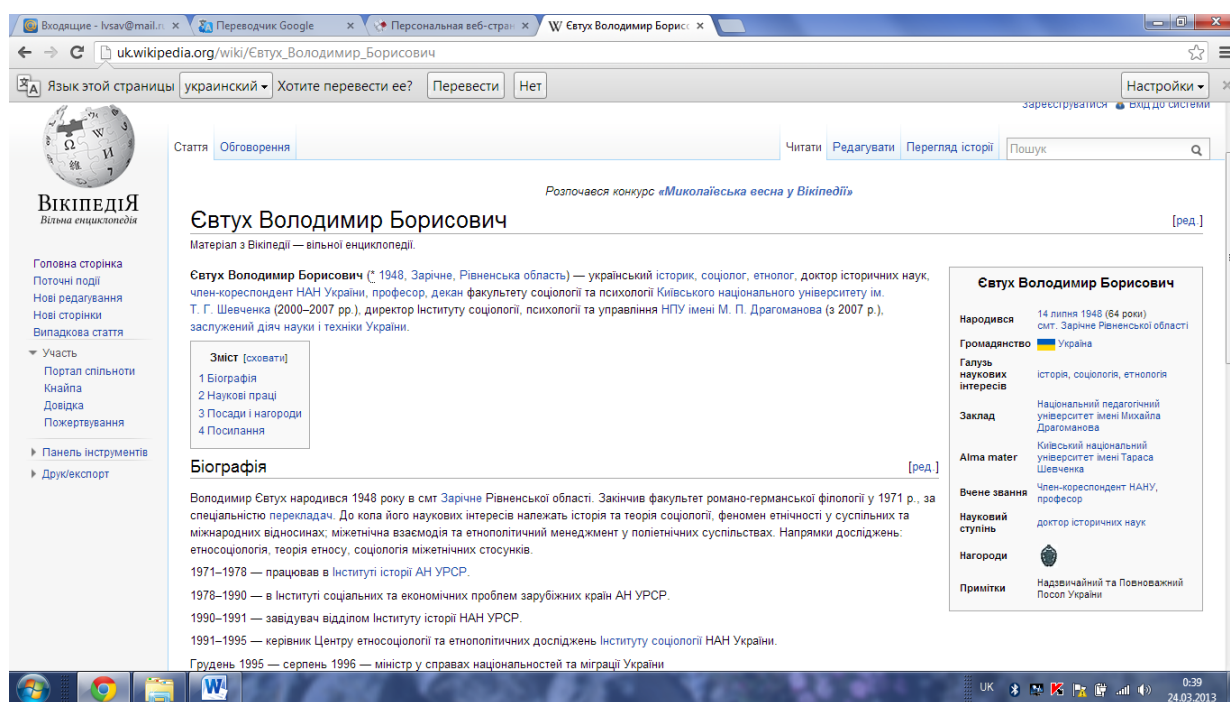 Входящие - lvsav@mail.ru
Переводчик Google
Персональная веб-стран
Євтух Володимир Борисо
uk.wikipedia.org/wiki/Євтух_Володимир_Борисович
Язык этой страницы украинский Хотите перевести ее? Перевести Нет Настройки
Зареєструватися Вхід до системи
Стаття Обговорення Читати Редагувати Перегляд історії Пошук
ВікіпедіЯ
Вільна енциклопедія
Головна сторінка
Поточні події
Нові редагування
Нові сторінки
Випадкова стаття
Участь
Портал спільноти
Кнайпа
Довідка
Пожертвування
Панель інструментів
Друк/експорт
Розпочався конкурс «Миколаївська весна у Вікіпедії»
Євтух Володимир Борисович [ред.]
Матеріал з Вікіпедії — вільної енциклопедії.
Євтух Володимир Борисович (* 1948, Зарічне, Рівненська область) — український історик, соціолог, етнолог, доктор історичних наук,
член-кореспондент НАН України, професор, декан факультету соціології та психології Київського національного університету ім.
Т. Г. Шевченка (2000–2007 рр.), директор Інституту соціології, психології та управління НПУ імені М. П. Драгоманова (з 2007 р.),
заслужений діяч науки і техніки України.
Зміст [сховати]
1 Біографія
2 Наукові праці
3 Посади і нагороди
4 Посилання
Біографія [ред.]
Володимир Євтух народився 1948 року в смт Зарічне Рівненської області. Закінчив факультет романо-германської філології у 1971 р., за
спеціальністю перекладач. До кола його наукових інтересів належать історія та теорія соціології, феномен етнічності у суспільних та
міжнародних відносинах; міжетнічна взаємодія та етнополітичний менеджмент у поліетнічних суспільствах. Напрямки досліджень:
етносоціологія, теорія етносу, соціологія міжетнічних стосунків.
1971–1978 — працював в Інституті історії АН УРСР.
1978–1990 — в Інституті соціальних та економічних проблем зарубіжних країн АН УРСР.
1990–1991 — завідувач відділом Інституту історії НАН УРСР.
1991–1995 — керівник Центру етносоціології та етнополітичних досліджень Інституту соціології НАН України.
Грудень 1995 — серпень 1996 — міністр у справах національностей та міграції України
Євтух Володимир Борисович
Народився 14 липня 1948 (64 роки)
смт. Зарічне Рівненської області
Громадянство Україна
Галузь
наукових
інтересів
історія, соціологія, етнологія
Заклад
Національний педагогічний
університет імені Михайла
Драгоманова
Alma mater
Київський національний
університет імені Тараса
Шевченка
Вчене звання
Член-кореспондент НАНУ,
професор
Науковий
ступінь
доктор історичних наук
Нагороди
Примітки
Надзвичайний та Повноважний
Посол України
UK
0:39
24.03.2013